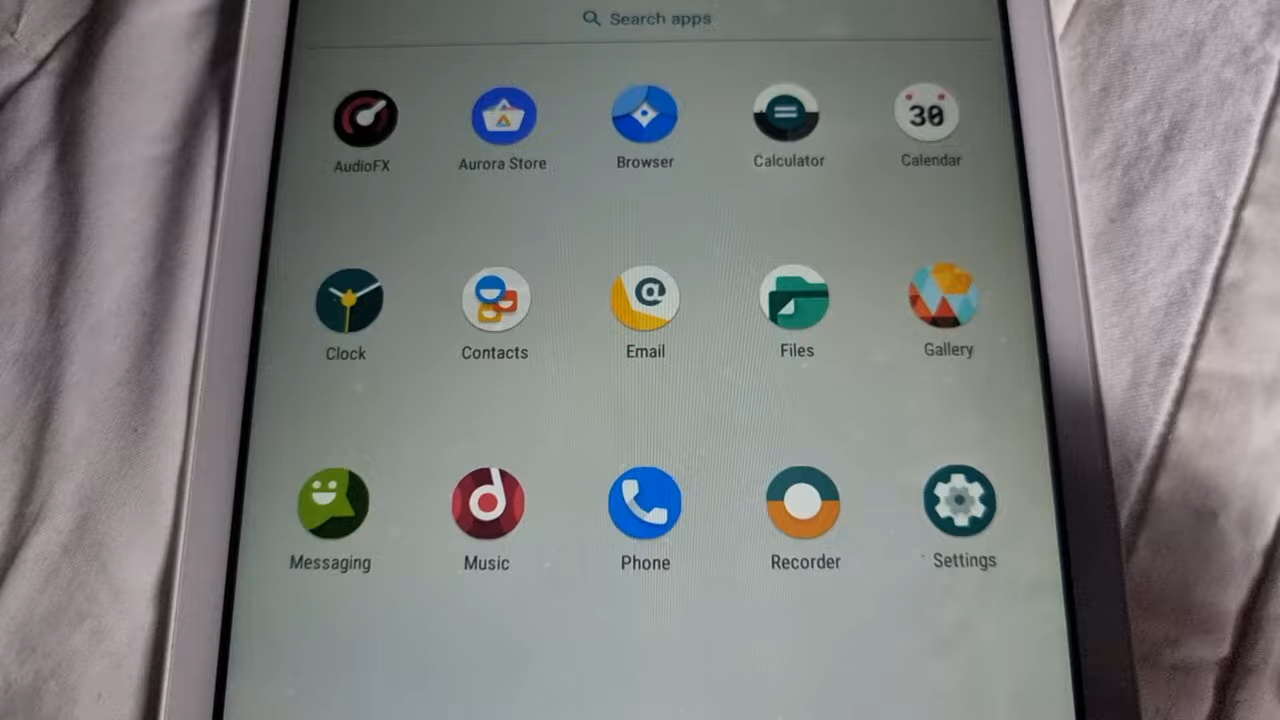 Search apps
AudioFX
Aurora Store
Browser
Calculator
30
Calendar
Clock
Contacts
@
Email
Files
Gallery
Messaging
Music
Phone
Recorder
Settings